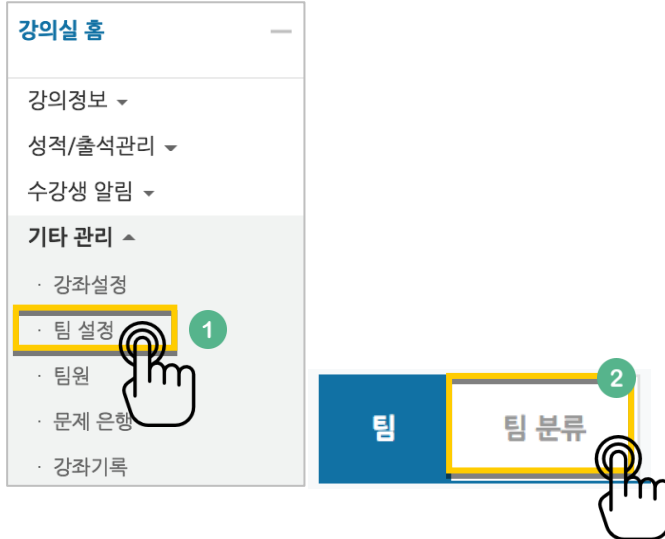 강의실 홈
강의정보
성적/출석관리
수강생 알림
기타 관리
· 강좌설정
· 팀 설정
1
· 팀원
· 문제 은행
· 강좌기록
팀
팀 분류
2